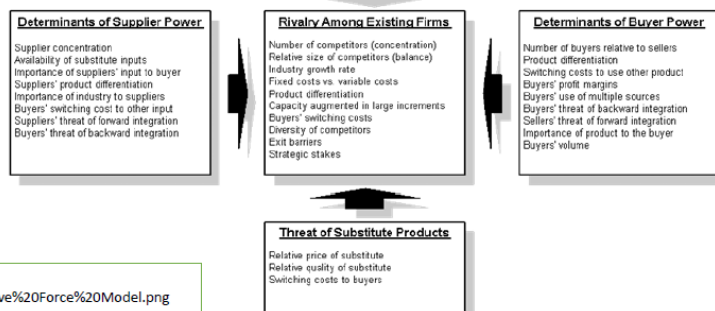 Determinants of Supplier Power
Supplier concentration
Availability of substitute inputs
Importance of suppliers' input to buyer
Suppliers' product differentiation
Importance of industry to suppliers
Buyers' switching cost to other input
Suppliers' threat of forward integration
Buyers' threat of backward integration
Rivalry Among Existing Firms
Number of competitors (concentration)
Relative size of competitors (balance)
Industry growth rate
Fixed costs vs. variable costs
Product differentiation
Capacity augmented in large increments
Buyers' switching costs
Diversity of competitors
Exit barriers
Strategic stakes
Determinants of Buyer Power
Number of buyers relative to sellers
Product differentiation
Switching costs to use other product
Buyers' profit margins
Buyers' use of multiple sources
Buyers' threat of backward integration
Sellers' threat of forward integration
Importance of product to the buyer
Buyers' volume
Threat of Substitute Products
Relative price of substitute
Relative quality of substitute
Switching costs to buyers
ve%20Force%20Model.png